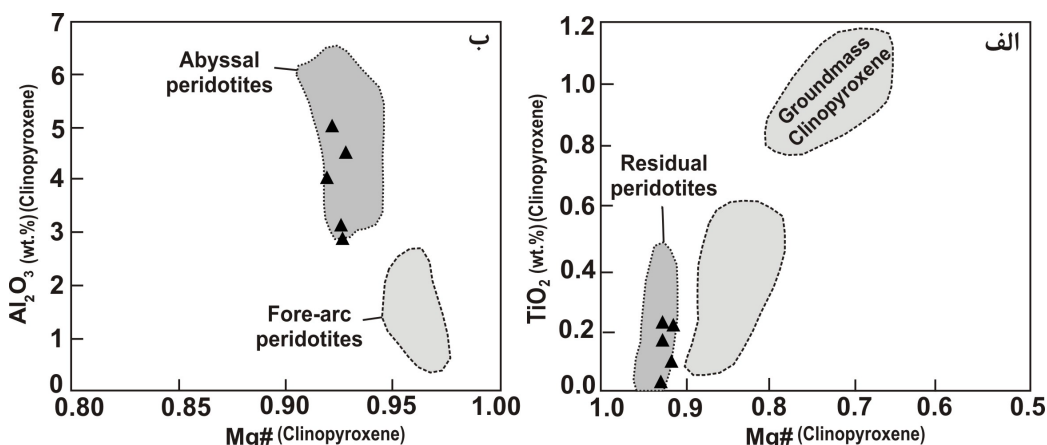 7
6
5
4
3
2
1
0
Al₂O₃ (wt.%)(Clinopyroxene)
Abyssal
peridotites
Fore-arc
peridotites
ب
0.80
0.85
0.90
0.95
1.00
Mg# (Clinopyroxene)
1.2
1.0
0.8
0.6
0.4
0.2
0.0
TiO₂ (wt.%)(Clinopyroxene)
الف
Groundmass
Clinopyroxene
Residual
peridotites
1.0
0.9
0.8
0.7
0.6
0.5
Mg# (Clinopyroxene)